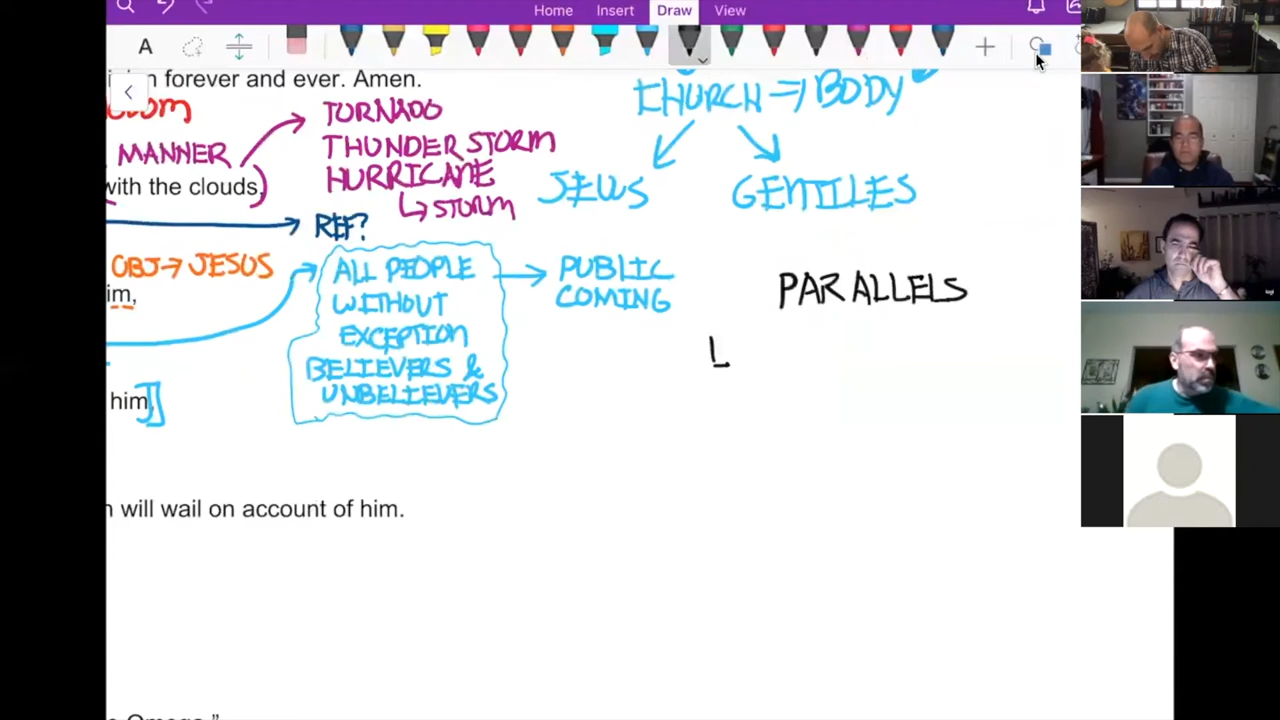 Home Insert Draw View
A
forever and ever. Amen.
CHURCH => BODY
TORNADO
MANNER
THUNDER STORM
with the clouds,)
HURRICANE
JEWS
GENTILES
↳ STORM
REF?
OBJ → JESUS
ALL PEOPLE
PUBLIC
PARALLELS
im,
WITHOUT
COMING
EXCEPTION
L
BELIEVERS &
him,]]
UNBELIEVERS
will wail on account of him.
Omega."